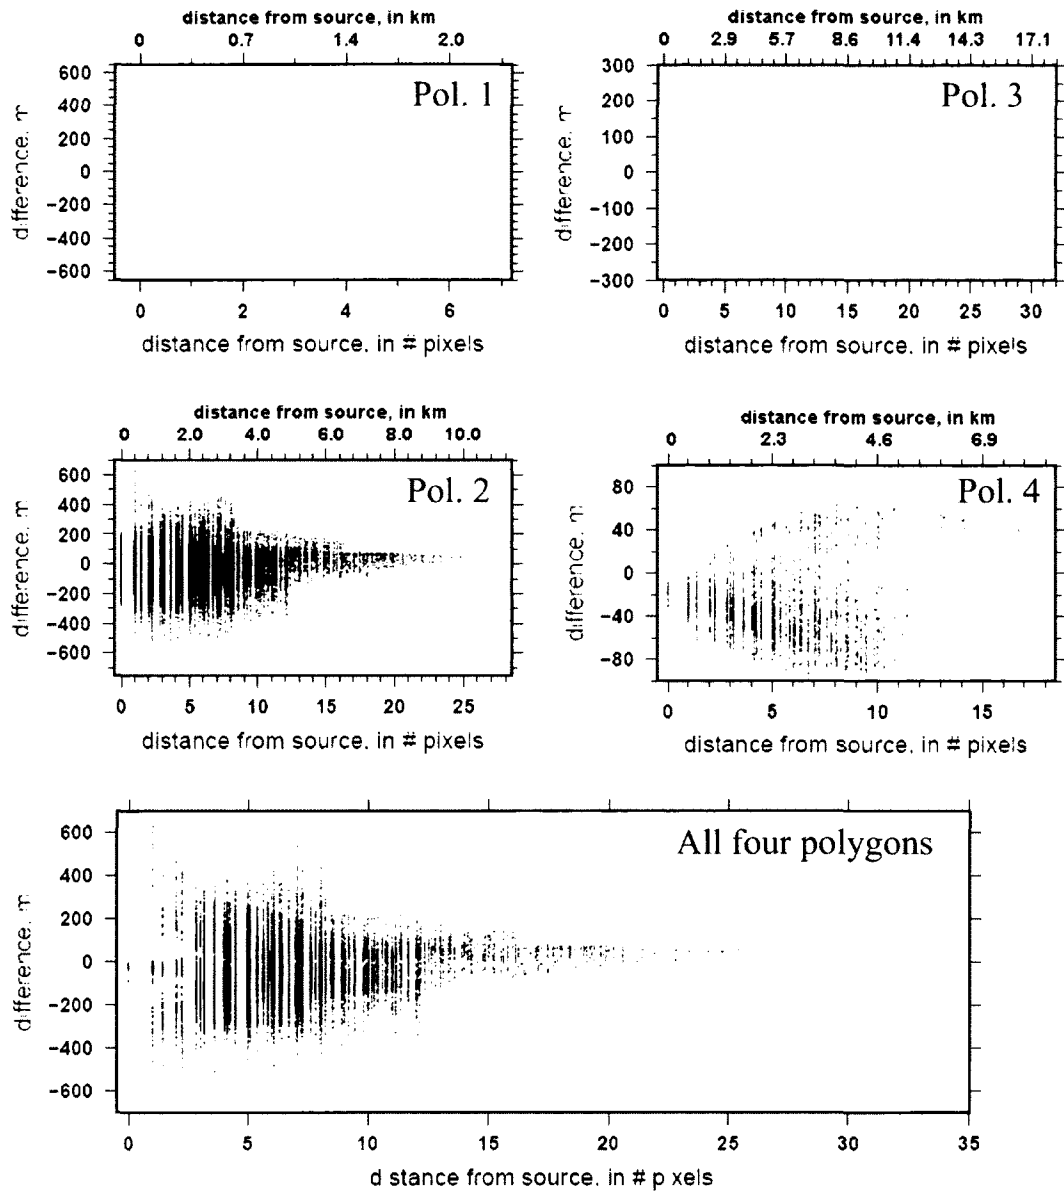 distance from source, in km
0 0.7 1.4 2.0
600
400
200
0
−200
−400
−600
difference, m
Pol. 1
0 2 4 6
distance from source, in # pixels
distance from source, in km
0 2.9 5.7 8.6 11.4 14.3 17.1
300
200
100
0
−100
−200
−300
difference, m
Pol. 3
0 5 10 15 20 25 30
distance from source, in # pixels
distance from source, in km
0 2.0 4.0 6.0 8.0 10.0
600
400
200
0
−200
−400
−600
difference, m
Pol. 2
0 5 10 15 20 25
distance from source, in # pixels
distance from source, in km
0 2.3 4.6 6.9
80
40
0
−40
−80
difference, m
Pol. 4
0 5 10 15
distance from source, in # pixels
600
400
200
0
−200
−400
−600
difference, m
All four polygons
0 5 10 15 20 25 30 35
d stance from source, in # p xels